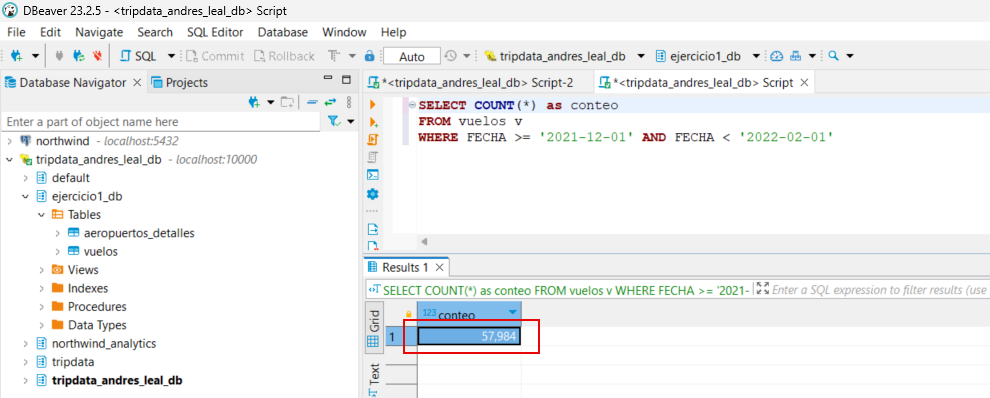 DBeaver 23.2.5 - <tripdata_andres_leal_db> Script
File Edit Navigate Search SQL Editor Database Window Help
SQL Commit Rollback Auto tripdata_andres_leal_db ejercicio1_db
Database Navigator Projects
Enter a part of object name here
northwind - localhost:5432
tripdata_andres_leal_db - localhost:10000
default
ejercicio1_db
Tables
aeropuertos_detalles
vuelos
Views
Indexes
Procedures
Data Types
northwind_analytics
tripdata
tripdata_andres_leal_db
*<tripdata_andres_leal_db> Script-2 *<tripdata_andres_leal_db> Script
SELECT COUNT(*) as conteo
FROM vuelos v
WHERE FECHA >= '2021-12-01' AND FECHA < '2022-02-01'
Results 1
SELECT COUNT(*) as conteo FROM vuelos v WHERE FECHA >= '2021- Enter a SQL expression to filter results (use
Grid
Text
123 conteo
1 57,984